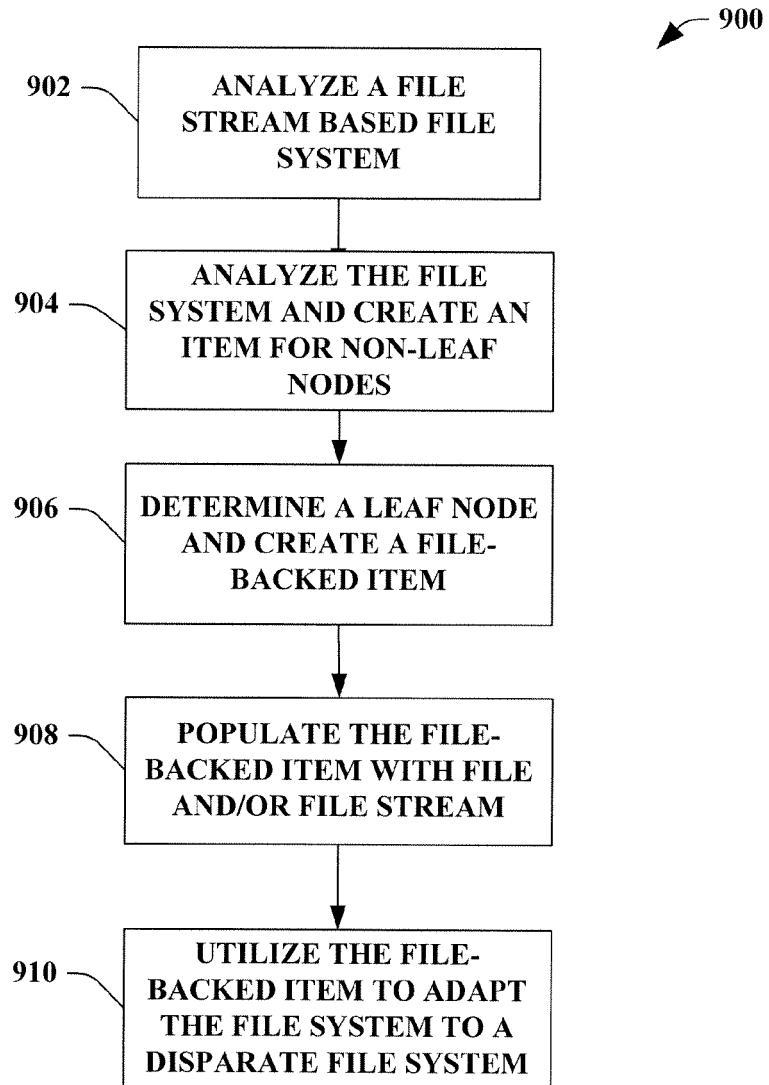 900
902
ANALYZE A FILE
STREAM BASED FILE
SYSTEM
904
ANALYZE THE FILE
SYSTEM AND CREATE AN
ITEM FOR NON-LEAF
NODES
906
DETERMINE A LEAF NODE
AND CREATE A FILE-
BACKED ITEM
908
POPULATE THE FILE-
BACKED ITEM WITH FILE
AND/OR FILE STREAM
910
UTILIZE THE FILE-
BACKED ITEM TO ADAPT
THE FILE SYSTEM TO A
DISPARATE FILE SYSTEM